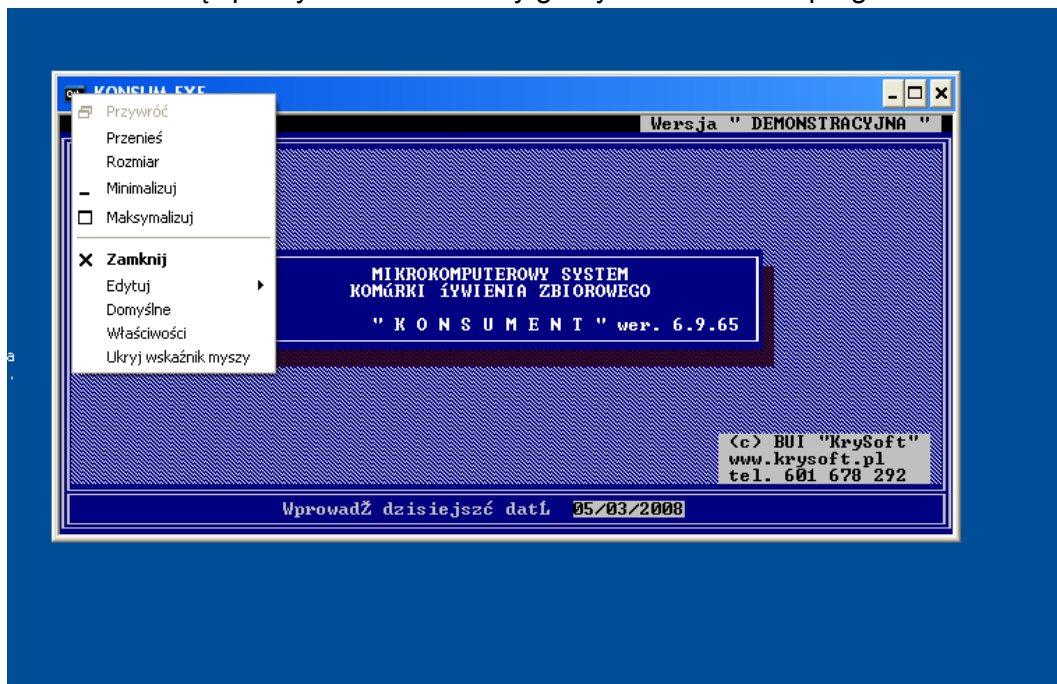 KONSUM.EXE
Przywróć
Przenieś
Rozmiar
Minimalizuj
Maksymalizuj
Zamknij
Edytuj
Domyślne
Właściwości
Ukryj wskaźnik myszy
Wersja " DEMONSTRACYJNA "
MIKROKOMPUTEROWY SYSTEM
KOMúRKI íYWIENIA ZBIOROWEGO
" K O N S U M E N T " wer. 6.9.65
(c) BUI "KrySoft"
www.krysoft.pl
tel. 601 678 292
WprowadŽ dzisiejszć datĹ 05/03/2008